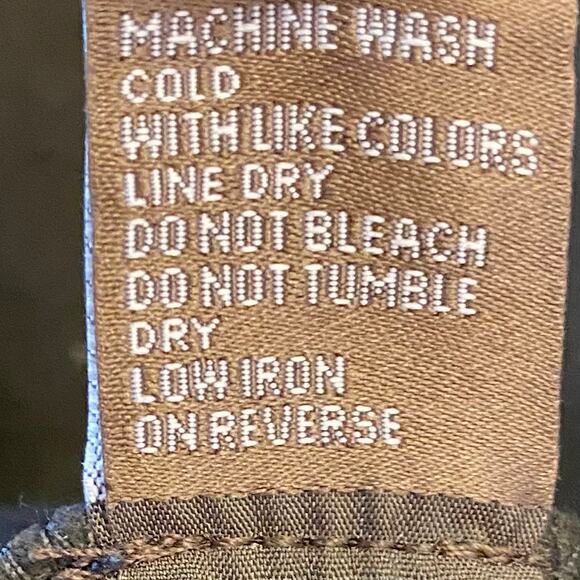 MACHINE WASH
COLD
WITH LIKE COLORS
LINE DRY
DO NOT BLEACH
DO NOT TUMBLE
DRY
LOW IRON
ON REVERSE